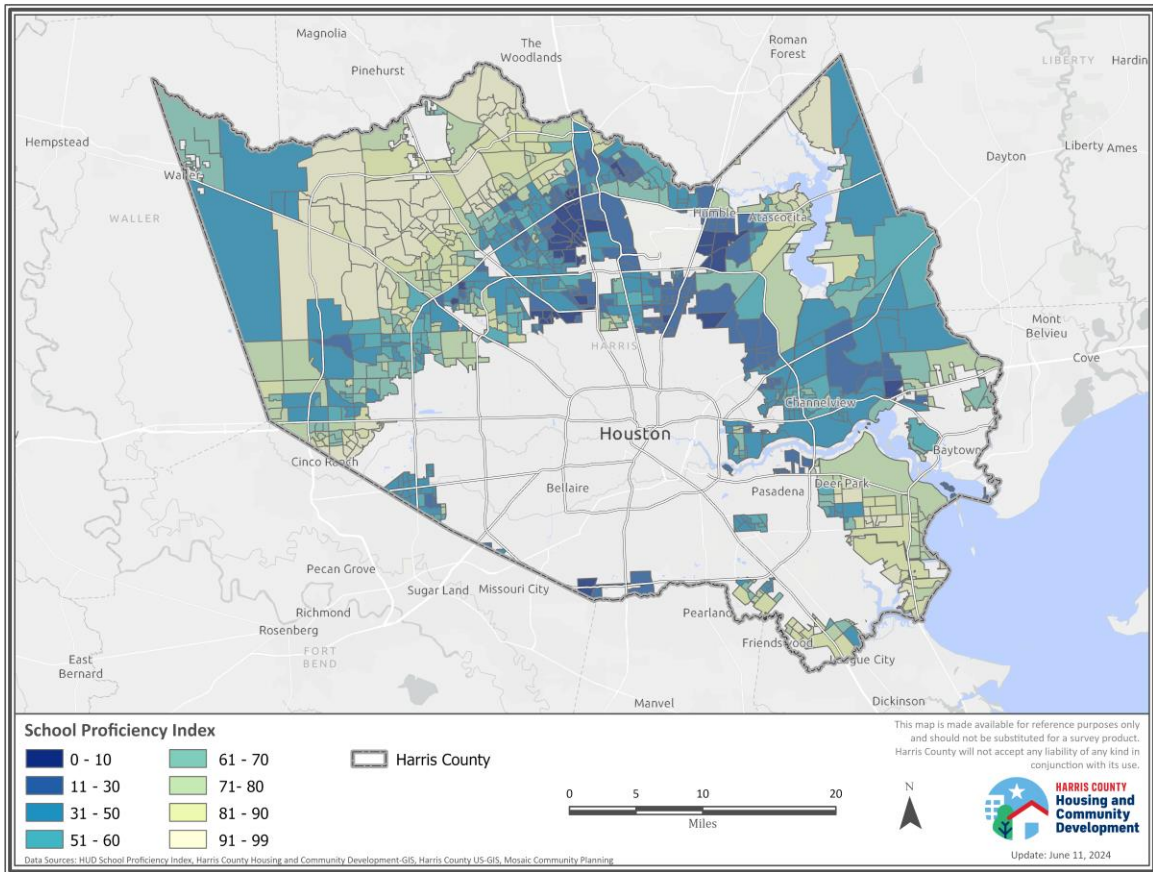 Magnolia
The
Woodlands
Roman
Forest
LIBERTY
Hardin
Pinehurst
Hempstead
Dayton
Liberty Ames
Waller
WALLER
Humble
Atascocita
Mont
Belvieu
Cove
HARRIS
Channelview
Houston
Cinco Ranch
Baytown
Bellaire
Pasadena
Deer Park
Pecan Grove
Sugar Land
Missouri City
Richmond
Pearland
Rosenberg
Friendswood
FORT
BEND
League City
East
Bernard
Manvel
Dickinson
School Proficiency Index
0 - 10
11 - 30
31 - 50
51 - 60
61 - 70
71- 80
81 - 90
91 - 99
Harris County
0 5 10 20
Miles
N
This map is made available for reference purposes only
and should not be substituted for a survey product.
Harris County will not accept any liability of any kind in
conjunction with its use.
HARRIS COUNTY
Housing and
Community
Development
Update: June 11, 2024
Data Sources: HUD School Proficiency Index, Harris County Housing and Community Development-GIS, Harris County US-GIS, Mosaic Community Planning